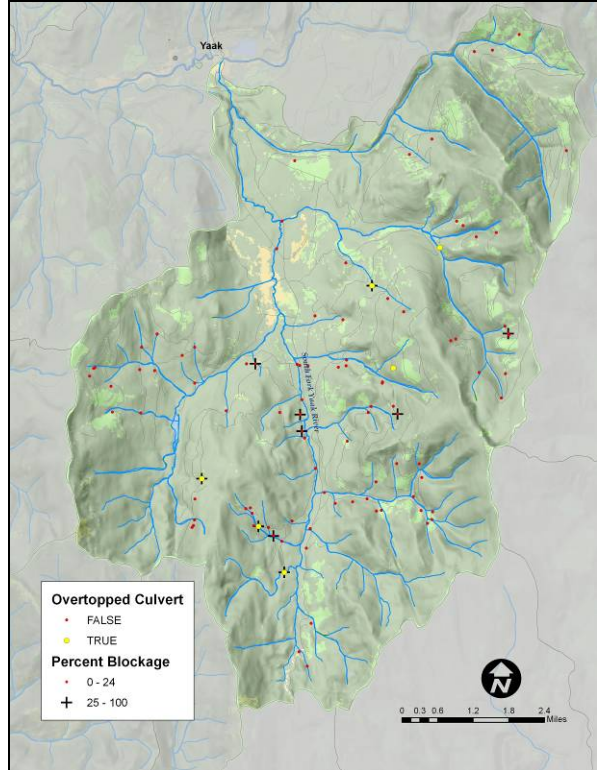 Yaak
South Fork Yaak River
Overtopped Culvert
FALSE
TRUE
Percent Blockage
0 - 24
25 - 100
N
0 0.3 0.6 1.2 1.8 2.4
Miles